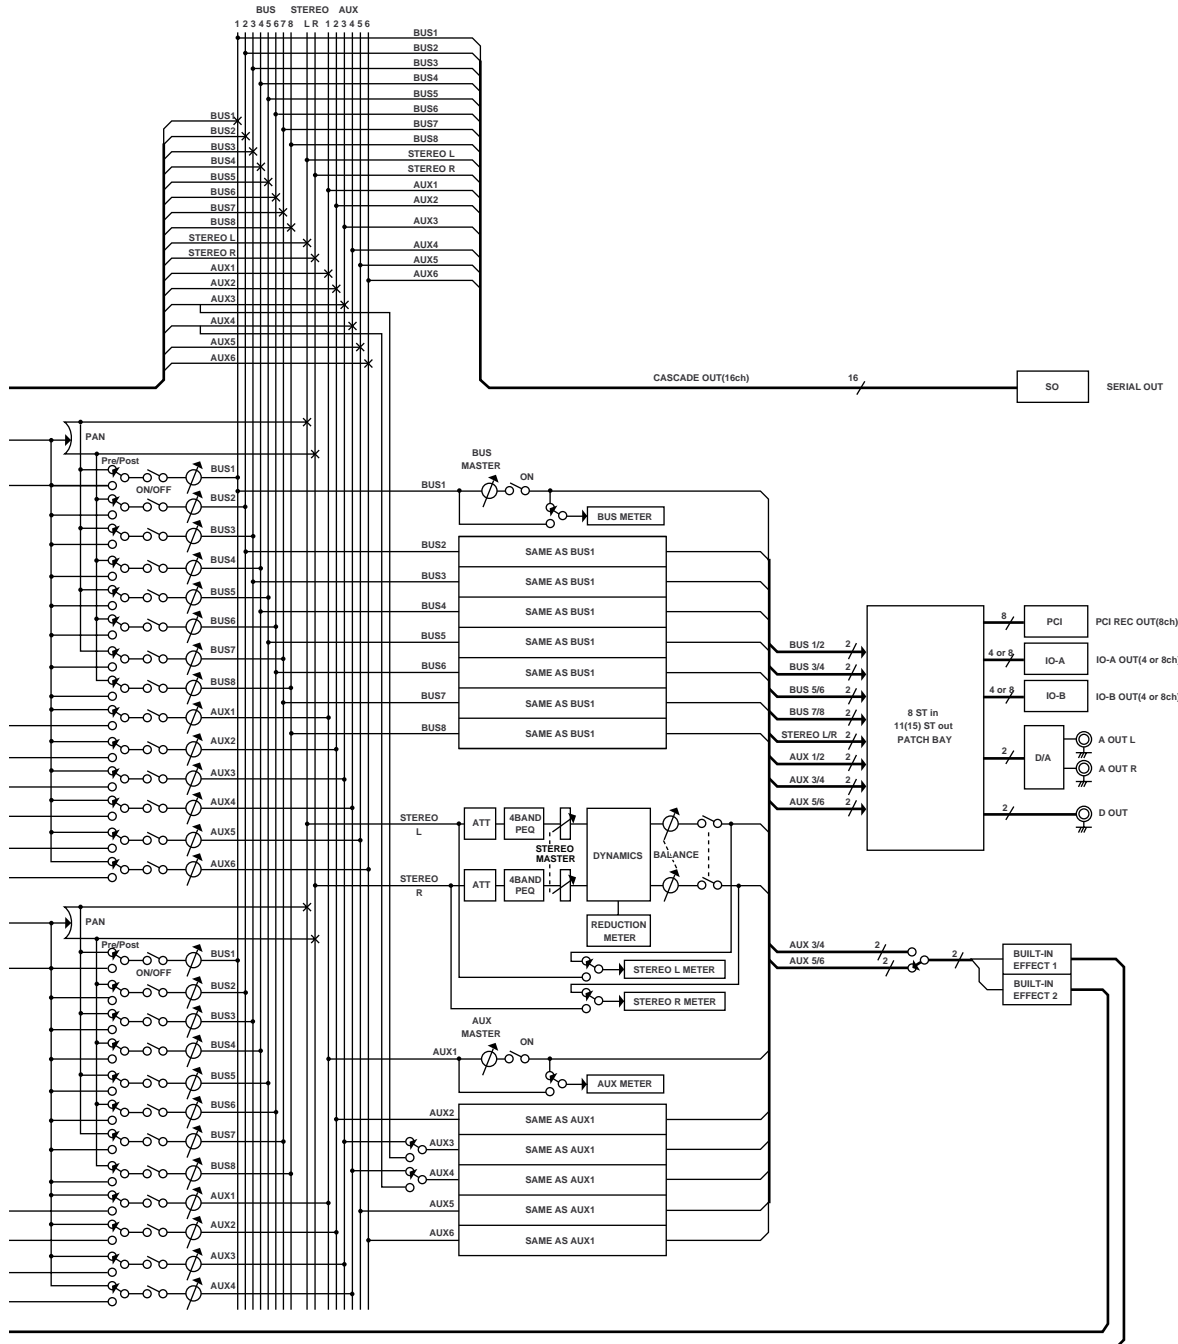 BUS STEREO AUX
1 2 3 4 5 6 7 8 L R 1 2 3 4 5 6
BUS1
BUS2
BUS3
BUS4
BUS5
BUS6
BUS7
BUS8
STEREO L
STEREO R
AUX1
AUX2
AUX3
AUX4
AUX5
AUX6
BUS1
BUS2
BUS3
BUS4
BUS5
BUS6
BUS7
BUS8
STEREO L
STEREO R
AUX1
AUX2
AUX3
AUX4
AUX5
AUX6
CASCADE OUT(16ch) 16 SO SERIAL OUT
PAN
Pre/Post
ON/OFF
BUS1
BUS2
BUS3
BUS4
BUS5
BUS6
BUS7
BUS8
AUX1
AUX2
AUX3
AUX4
AUX5
AUX6
PAN
Pre/Post
ON/OFF
BUS1
BUS2
BUS3
BUS4
BUS5
BUS6
BUS7
BUS8
AUX1
AUX2
AUX3
AUX4
BUS
MASTER
ON
BUS1
BUS METER
BUS2 SAME AS BUS1
BUS3 SAME AS BUS1
BUS4 SAME AS BUS1
BUS5 SAME AS BUS1
BUS6 SAME AS BUS1
BUS7 SAME AS BUS1
BUS8 SAME AS BUS1
STEREO
L
ATT
4BAND
PEQ
STEREO
MASTER
DYNAMICS
BALANCE
STEREO
R
ATT
4BAND
PEQ
REDUCTION
METER
STEREO L METER
STEREO R METER
AUX
MASTER
ON
AUX1
AUX METER
AUX2 SAME AS AUX1
AUX3 SAME AS AUX1
AUX4 SAME AS AUX1
AUX5 SAME AS AUX1
AUX6 SAME AS AUX1
BUS 1/2 2
BUS 3/4 2
BUS 5/6 2
BUS 7/8 2
STEREO L/R 2
AUX 1/2 2
AUX 3/4 2
AUX 5/6 2
8 ST in
11(15) ST out
PATCH BAY
8 PCI PCI REC OUT(8ch)
4 or 8 IO-A IO-A OUT(4 or 8ch
4 or 8 IO-B IO-B OUT(4 or 8ch
2 D/A
A OUT L
A OUT R
2 D OUT
AUX 3/4 2
AUX 5/6 2
2
BUILT-IN
EFFECT 1
BUILT-IN
EFFECT 2